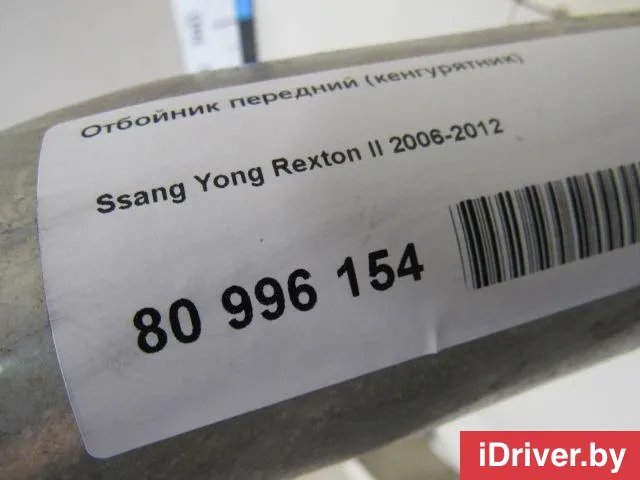 Отбойник передний (кенгурятник)
Ssang Yong Rexton II 2006-2012
80 996 154
iDriver.by